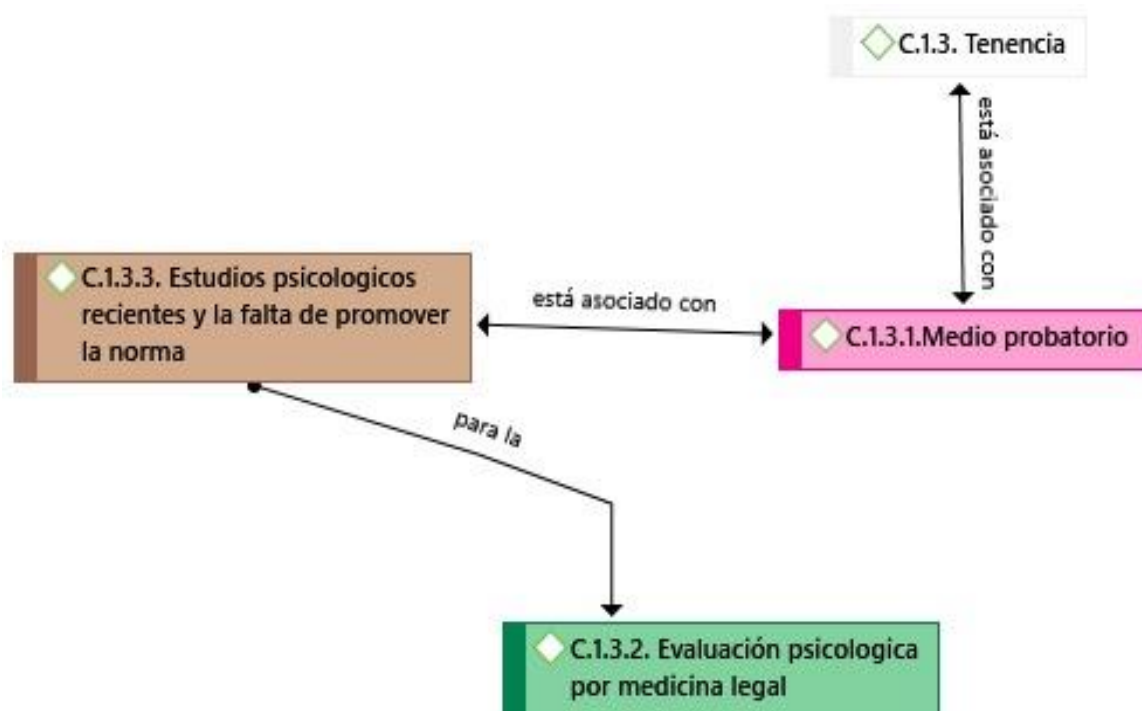 C.1.3. Tenencia
está asociado con
C.1.3.3. Estudios psicologicos
recientes y la falta de promover
la norma
está asociado con
C.1.3.1.Medio probatorio
para la
C.1.3.2. Evaluación psicologica
por medicina legal